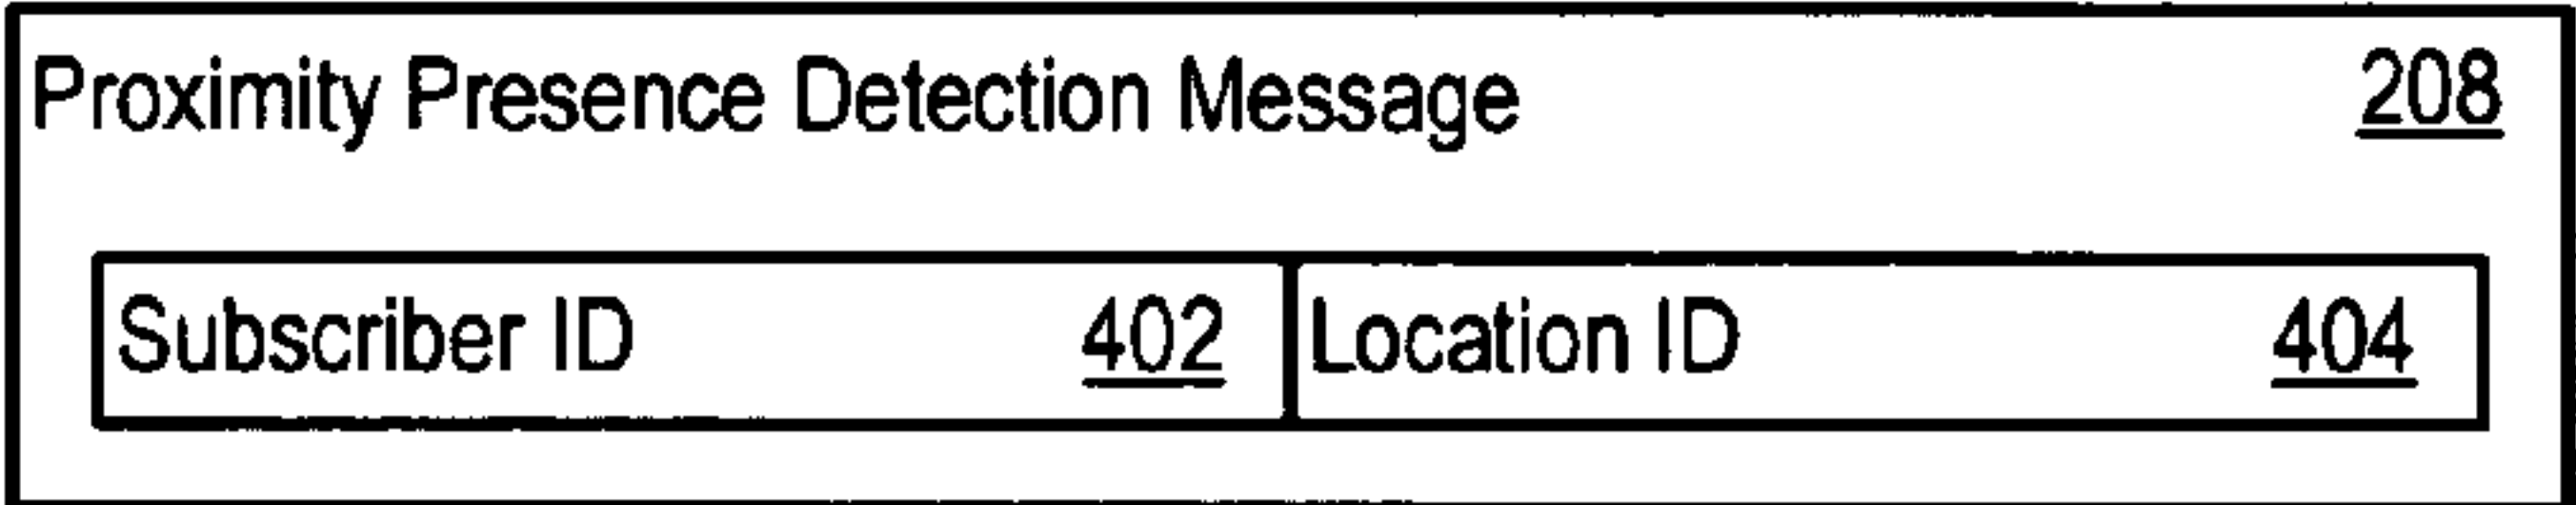 Proximity Presence Detection Message 208
Subscriber ID 402 Location ID 404